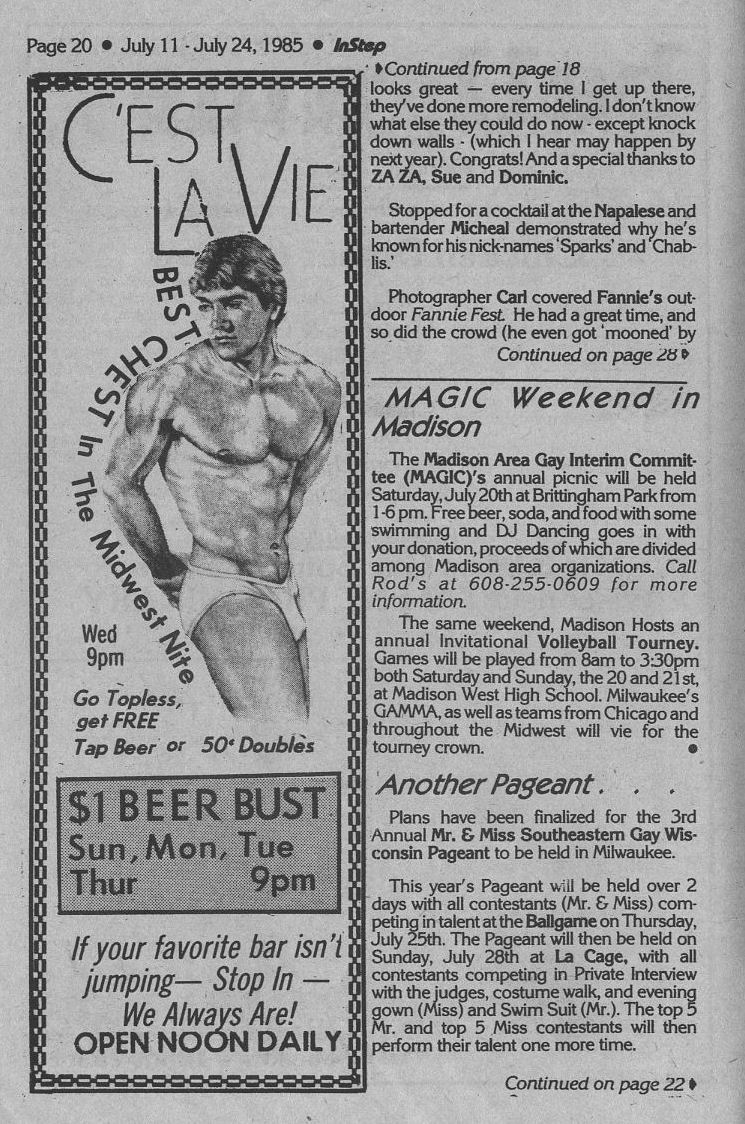 Page 20 • July 11 - July 24, 1985 • InStep
C'EST
LA VIE
BEST CHEST In The Midwest Nite
Wed
9pm
Go Topless,
get FREE
Tap Beer or 50¢ Doubles
$1 BEER BUST
Sun, Mon, Tue
Thur 9pm
If your favorite bar isn't
jumping— Stop In —
We Always Are!
OPEN NOON DAILY
Continued from page 18
looks great — every time I get up there,
they've done more remodeling. I don't know
what else they could do now - except knock
down walls - (which I hear may happen by
next year). Congrats! And a special thanks to
ZA ZA, Sue and Dominic.
Stopped for a cocktail at the Napalese and
bartender Micheal demonstrated why he's
known for his nick-names 'Sparks' and 'Chab-
lis.'
Photographer Carl covered Fannie's out-
door Fannie Fest. He had a great time, and
so did the crowd (he even got 'mooned' by
Continued on page 28
MAGIC Weekend in
Madison
The Madison Area Gay Interim Commit-
tee (MAGIC)'s annual picnic will be held
Saturday, July 20th at Brittingham Park from
1-6 pm. Free beer, soda, and food with some
swimming and DJ Dancing goes in with
your donation, proceeds of which are divided
among Madison area organizations. Call
Rod's at 608-255-0609 for more
information.
The same weekend, Madison Hosts an
annual Invitational Volleyball Tourney.
Games will be played from 8am to 3:30pm
both Saturday and Sunday, the 20 and 21st,
at Madison West High School. Milwaukee's
GAMMA, as well as teams from Chicago and
throughout the Midwest will vie for the
tourney crown. •
Another Pageant . . .
Plans have been finalized for the 3rd
Annual Mr. & Miss Southeastern Gay Wis-
consin Pageant to be held in Milwaukee.
This year's Pageant will be held over 2
days with all contestants (Mr. & Miss) com-
peting in talent at the Ballgame on Thursday,
July 25th. The Pageant will then be held on
Sunday, July 28th at La Cage, with all
contestants competing in Private Interview
with the judges, costume walk, and evening
gown (Miss) and Swim Suit (Mr.). The top 5
Mr. and top 5 Miss contestants will then
perform their talent one more time.
Continued on page 22